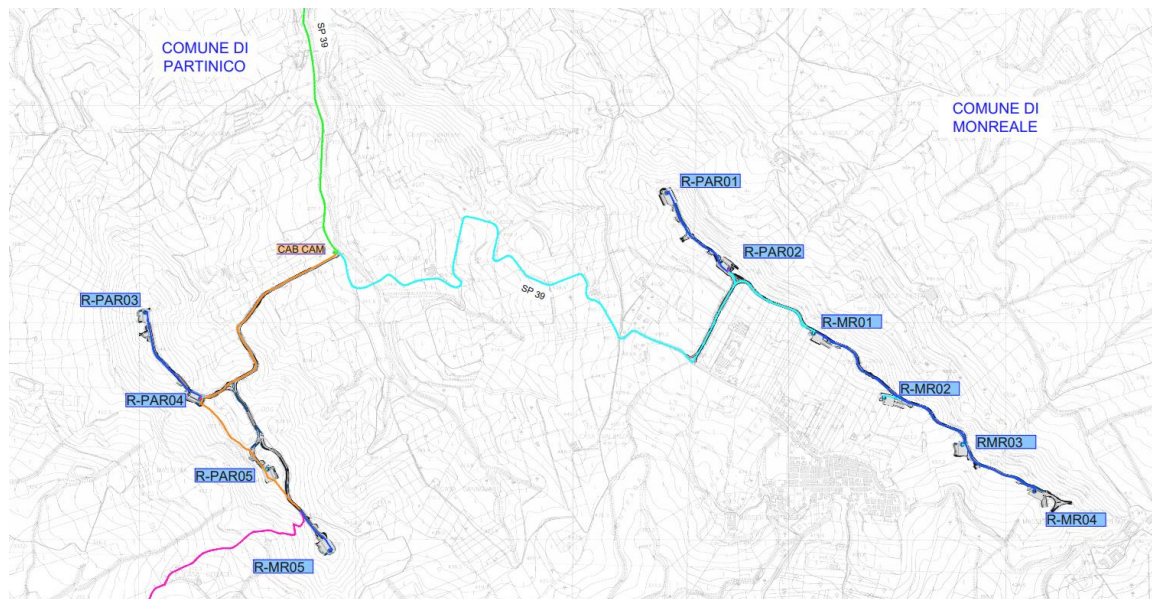 SP 39
COMUNE DI
PARTINICO
COMUNE DI
MONREALE
R-PAR01
CAB CAM
R-PAR02
R-PAR03
SP 39
R-MR01
R-PAR04
R-MR02
RMR03
R-PAR05
R-MR04
R-MR05